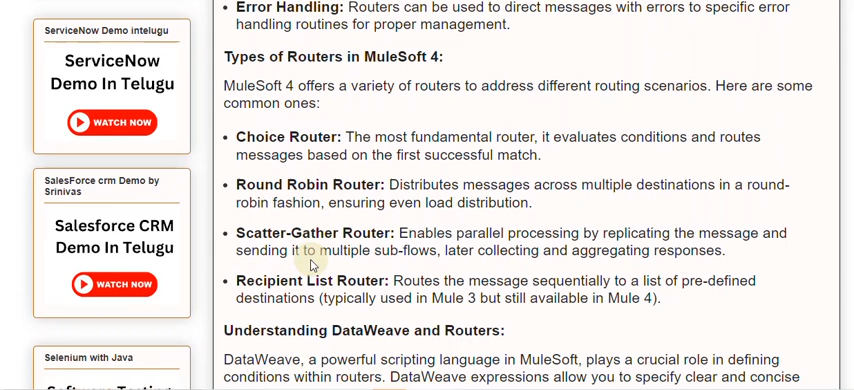 ServiceNow Demo intelugu
ServiceNow
Demo In Telugu
WATCH NOW
SalesForce crm Demo by
Srinivas
Salesforce CRM
Demo In Telugu
WATCH NOW
Selenium with Java
Software Testing
• Error Handling: Routers can be used to direct messages with errors to specific error
handling routines for proper management.
Types of Routers in MuleSoft 4:
MuleSoft 4 offers a variety of routers to address different routing scenarios. Here are some
common ones:
• Choice Router: The most fundamental router, it evaluates conditions and routes
messages based on the first successful match.
• Round Robin Router: Distributes messages across multiple destinations in a round-
robin fashion, ensuring even load distribution.
• Scatter-Gather Router: Enables parallel processing by replicating the message and
sending it to multiple sub-flows, later collecting and aggregating responses.
• Recipient List Router: Routes the message sequentially to a list of pre-defined
destinations (typically used in Mule 3 but still available in Mule 4).
Understanding DataWeave and Routers:
DataWeave, a powerful scripting language in MuleSoft, plays a crucial role in defining
conditions within routers. DataWeave expressions allow you to specify clear and concise